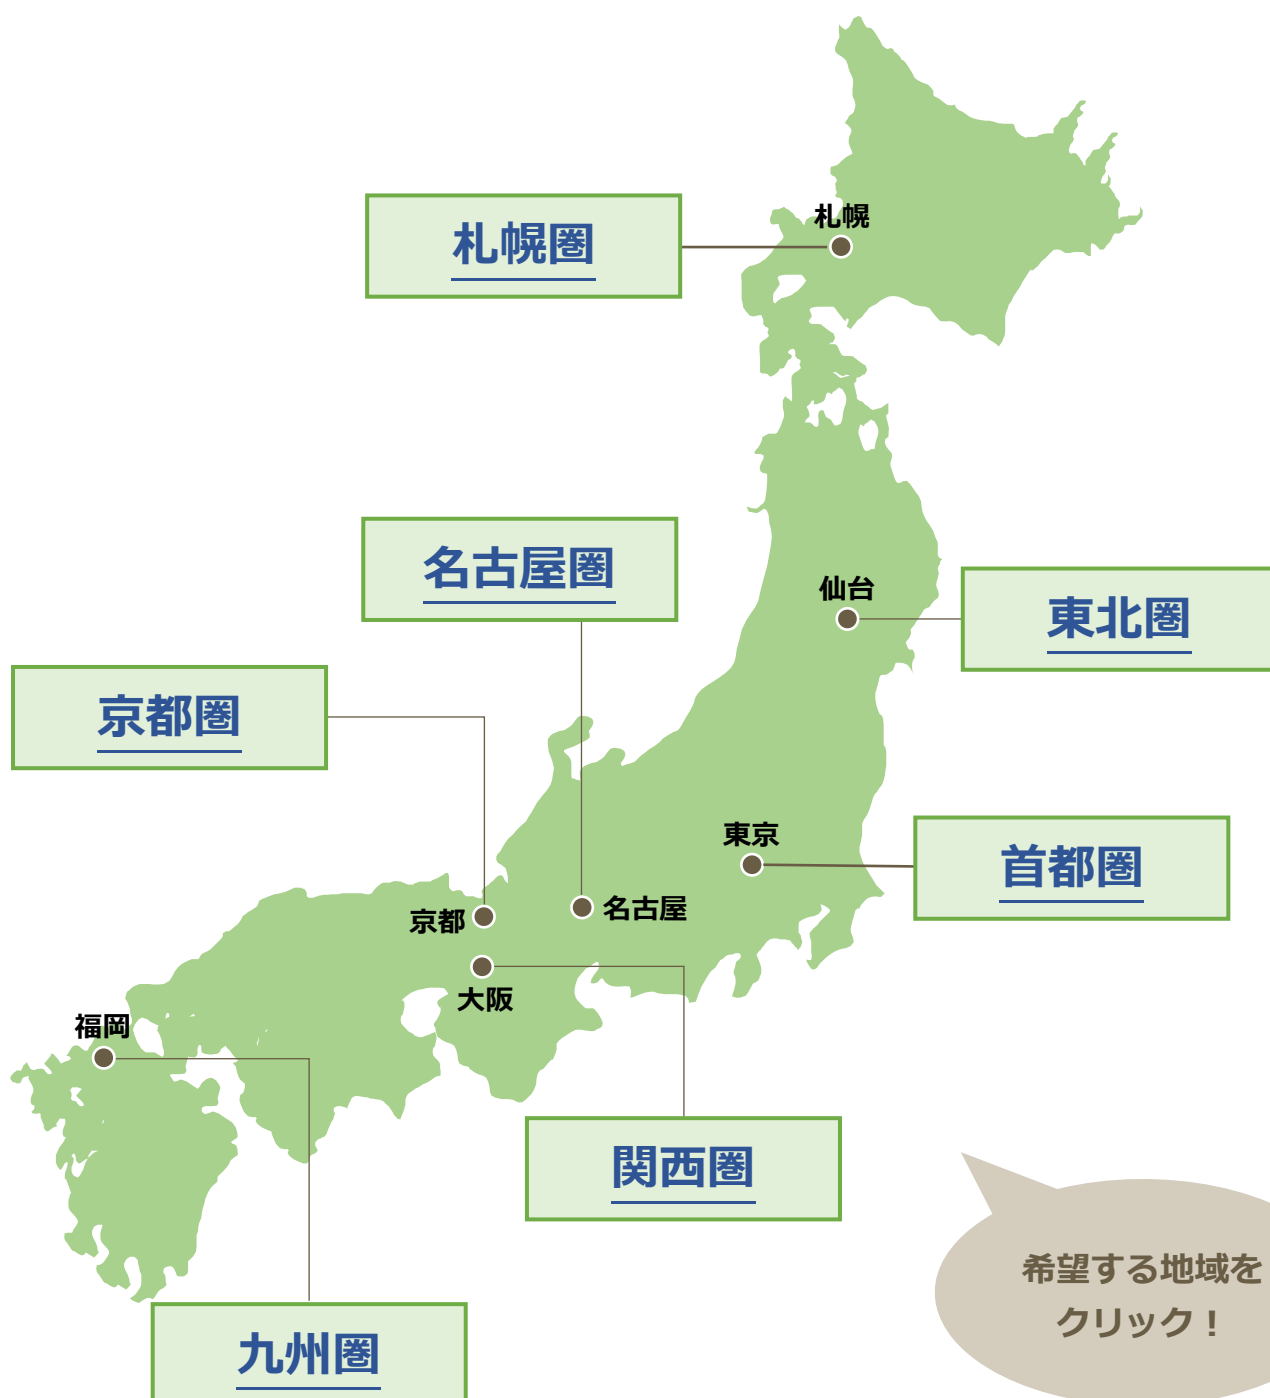 札幌
札幌圏
名古屋圏
仙台
東北圏
京都圏
東京
首都圏
京都
名古屋
大阪
福岡
関西圏
希望する地域を
クリック！
九州圏